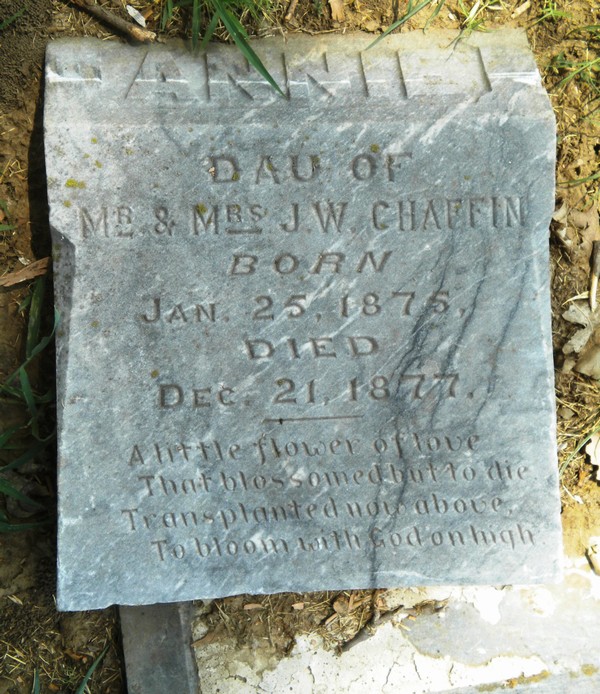 DAU OF
MR. & MRS. J.W. CHAFFIN
BORN
JAN. 25, 1875,
DIED
DEC. 21, 1877.
A little flower of love
That blossomed but to die
Transplanted now above,
To bloom with God on high